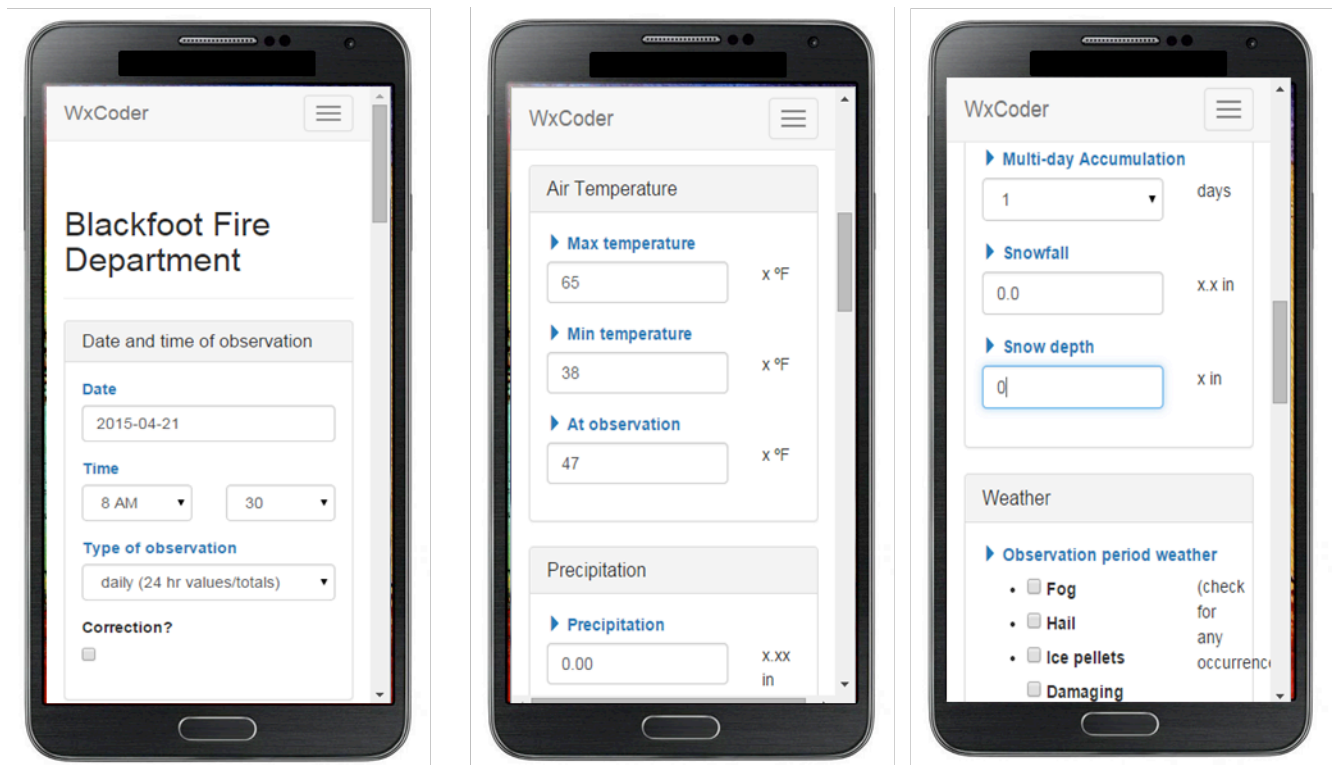 WxCoder
Blackfoot Fire
Department
Date and time of observation
Date
2015-04-21
Time
8 AM 30
Type of observation
daily (24 hr values/totals)
Correction?
WxCoder
Air Temperature
Max temperature
65 x ºF
Min temperature
38 x ºF
At observation
47 x ºF
Precipitation
Precipitation
0.00 x.xx
in
WxCoder
Multi-day Accumulation
1 days
Snowfall
0.0 x.x in
Snow depth
0 x in
Weather
Observation period weather
Fog (check
for
Hail
any
Ice pellets occurrenc
Damaging